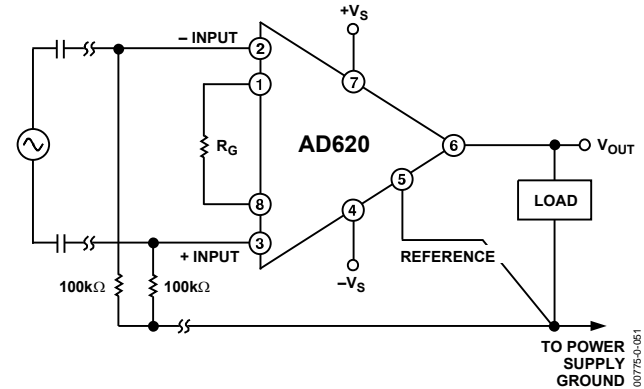 +VS
– INPUT
2
1
7
RG
AD620
6
VOUT
5
8
4
LOAD
3
+ INPUT
REFERENCE
–VS
100kΩ
100kΩ
TO POWER
SUPPLY
GROUND
00775-0-051